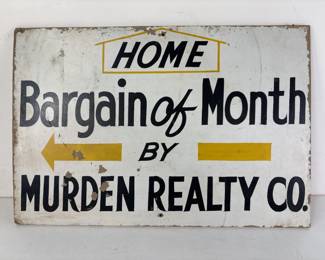 HOME
Bargain of Month
BY
MURDEN REALTY CO.